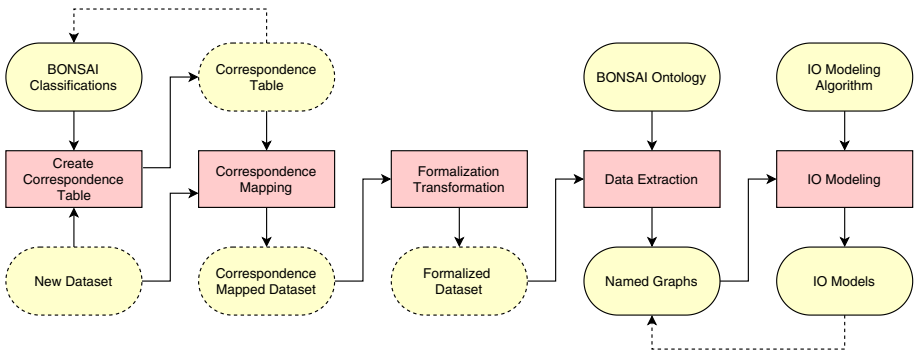 BONSAI
Classifications
Correspondence
Table
BONSAI Ontology
IO Modeling
Algorithm
Create
Correspondence
Table
Correspondence
Mapping
Formalization
Transformation
Data Extraction
IO Modeling
New Dataset
Correspondence
Mapped Dataset
Formalized
Dataset
Named Graphs
IO Models